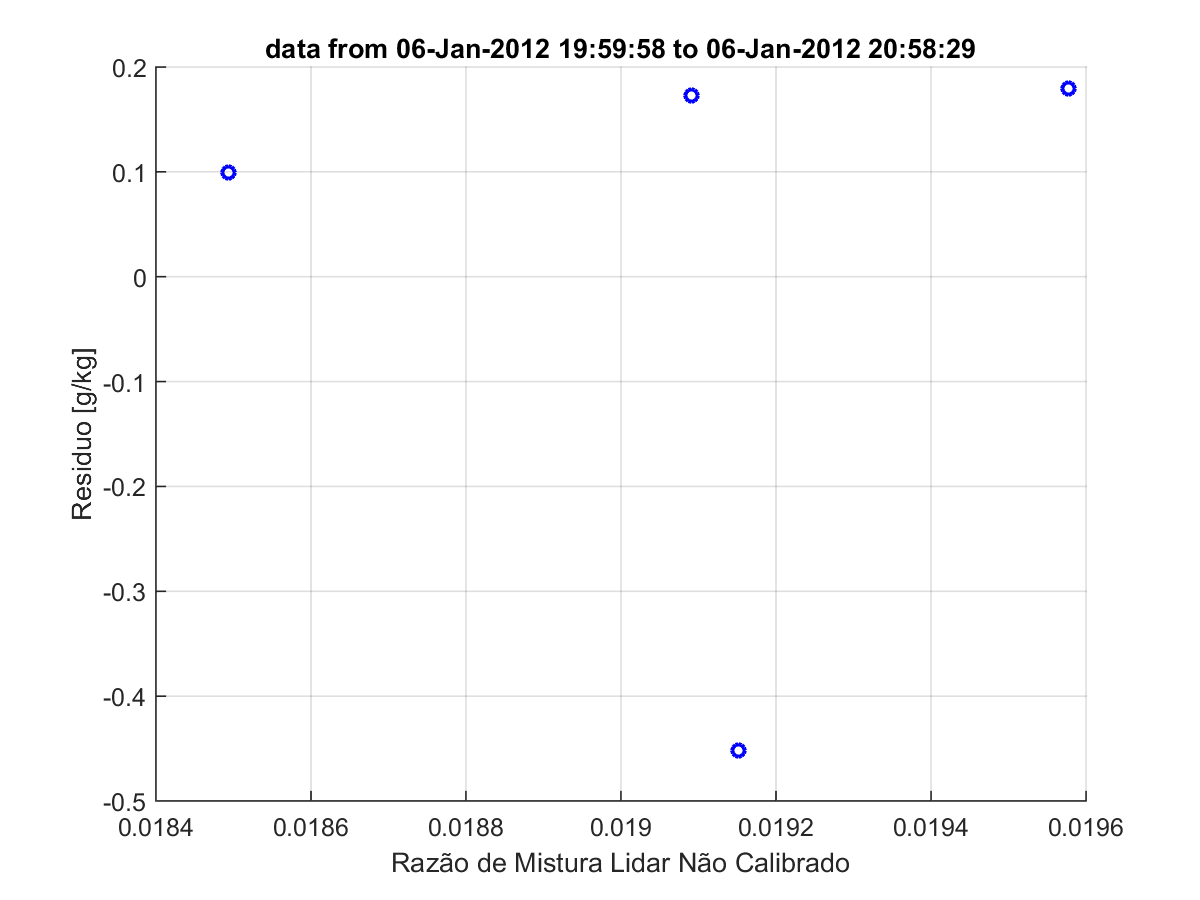 data from 06-Jan-2012 19:59:58 to 06-Jan-2012 20:58:29
0.2
0.1
0
-0.1
-0.2
-0.3
-0.4
-0.5
Residuo [g/kg]
0.0184 0.0186 0.0188 0.019 0.0192 0.0194 0.0196
Razão de Mistura Lidar Não Calibrado